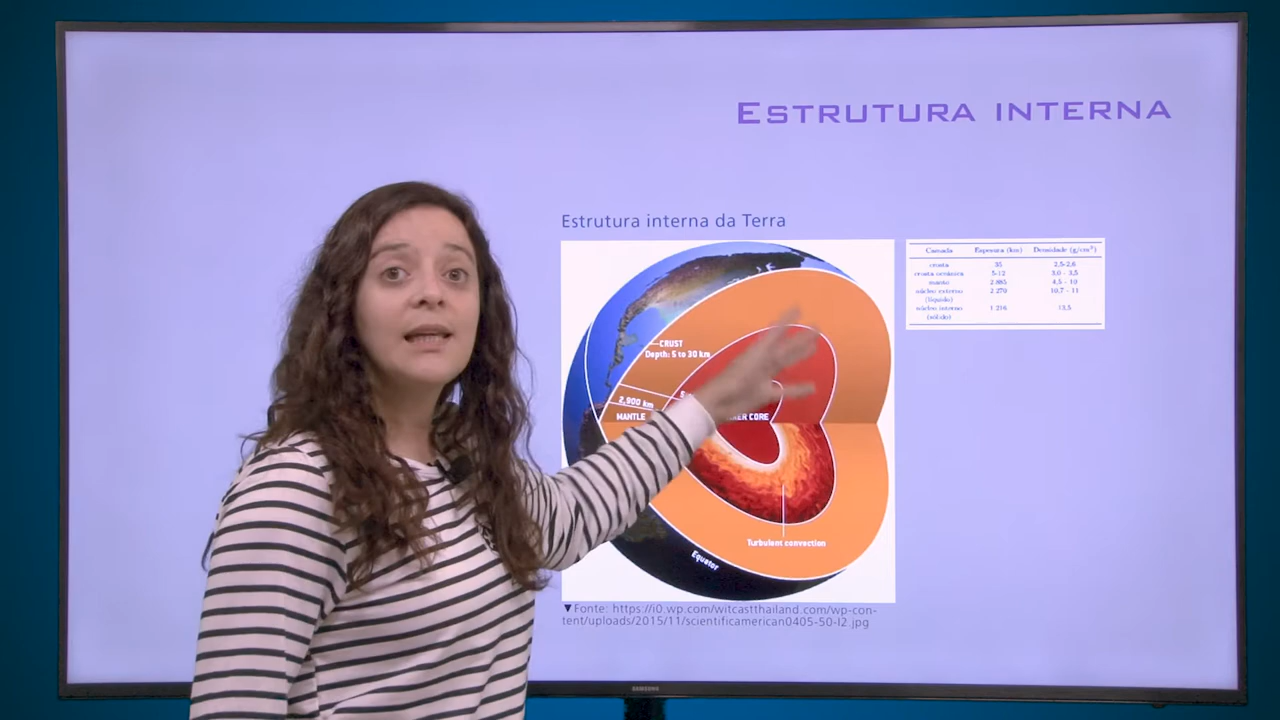 ESTRUTURA INTERNA
Estrutura interna da Terra
Camada Espessura (km) Densidade (g/cm³)
crosta 35 2,5-2,6
crosta oceânica 5-12 3,0 - 3,5
manto 2 885 4,5 - 10
núcleo externo 2 270 10,7 - 11
(líquido)
núcleo interno 1 216 13,5
(sólido)
CRUST
Depth: 5 to 30 km
2,900 km
MANTLE
CORE
Turbulent convection
Equator
▼Fonte: https://i0.wp.com/witcastthailand.com/wp-con-
tent/uploads/2015/11/scientificamerican0405-50-I2.jpg
SAMSUNG